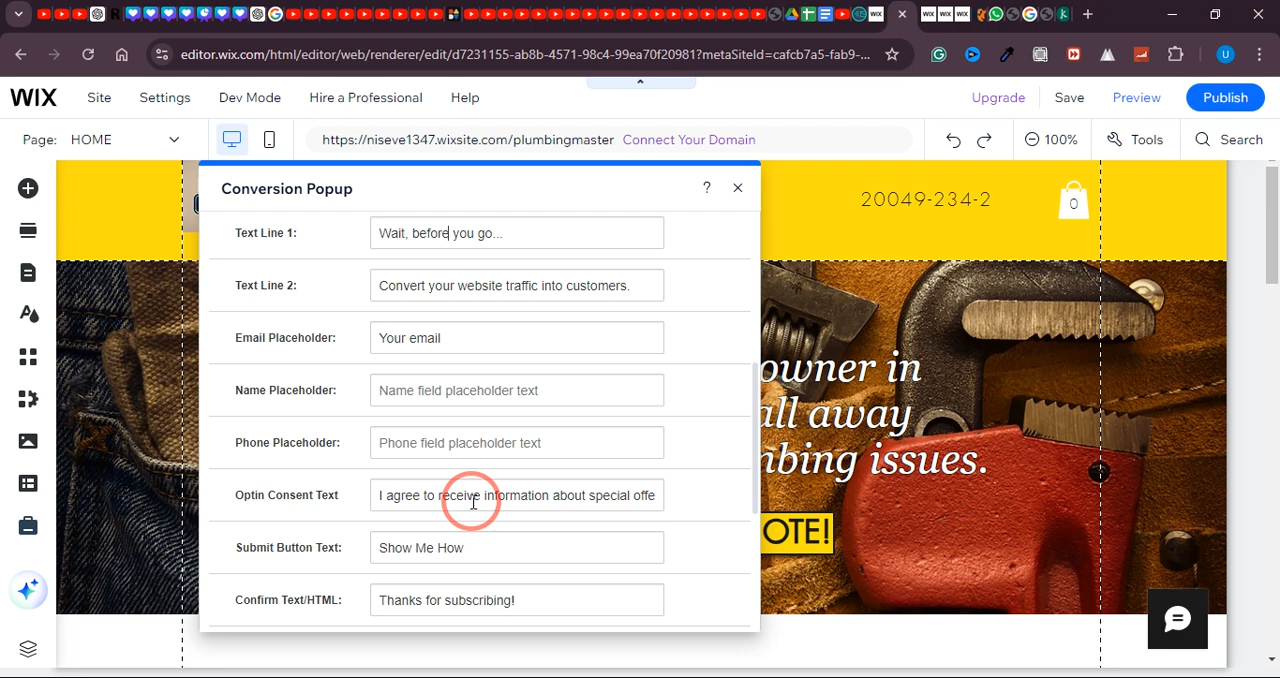 editor.wix.com/html/editor/web/renderer/edit/d7231155-ab8b-4571-98c4-99ea70f20981?metaSiteId=cafcb7a5-fab9-...
U
WIX
Site
Settings
Dev Mode
Hire a Professional
Help
Upgrade
Save
Preview
Publish
Page: HOME
https://niseve1347.wixsite.com/plumbingmaster
Connect Your Domain
100%
Tools
Search
Conversion Popup
?
20049-234-2
0
Text Line 1:
Wait, before you go...
Text Line 2:
Convert your website traffic into customers.
Email Placeholder:
Your email
Name Placeholder:
Name field placeholder text
Phone Placeholder:
Phone field placeholder text
Optin Consent Text
I agree to receive information about special offe
Submit Button Text:
Show Me How
Confirm Text/HTML:
Thanks for subscribing!
owner in
all away
mbing issues.
OTE!